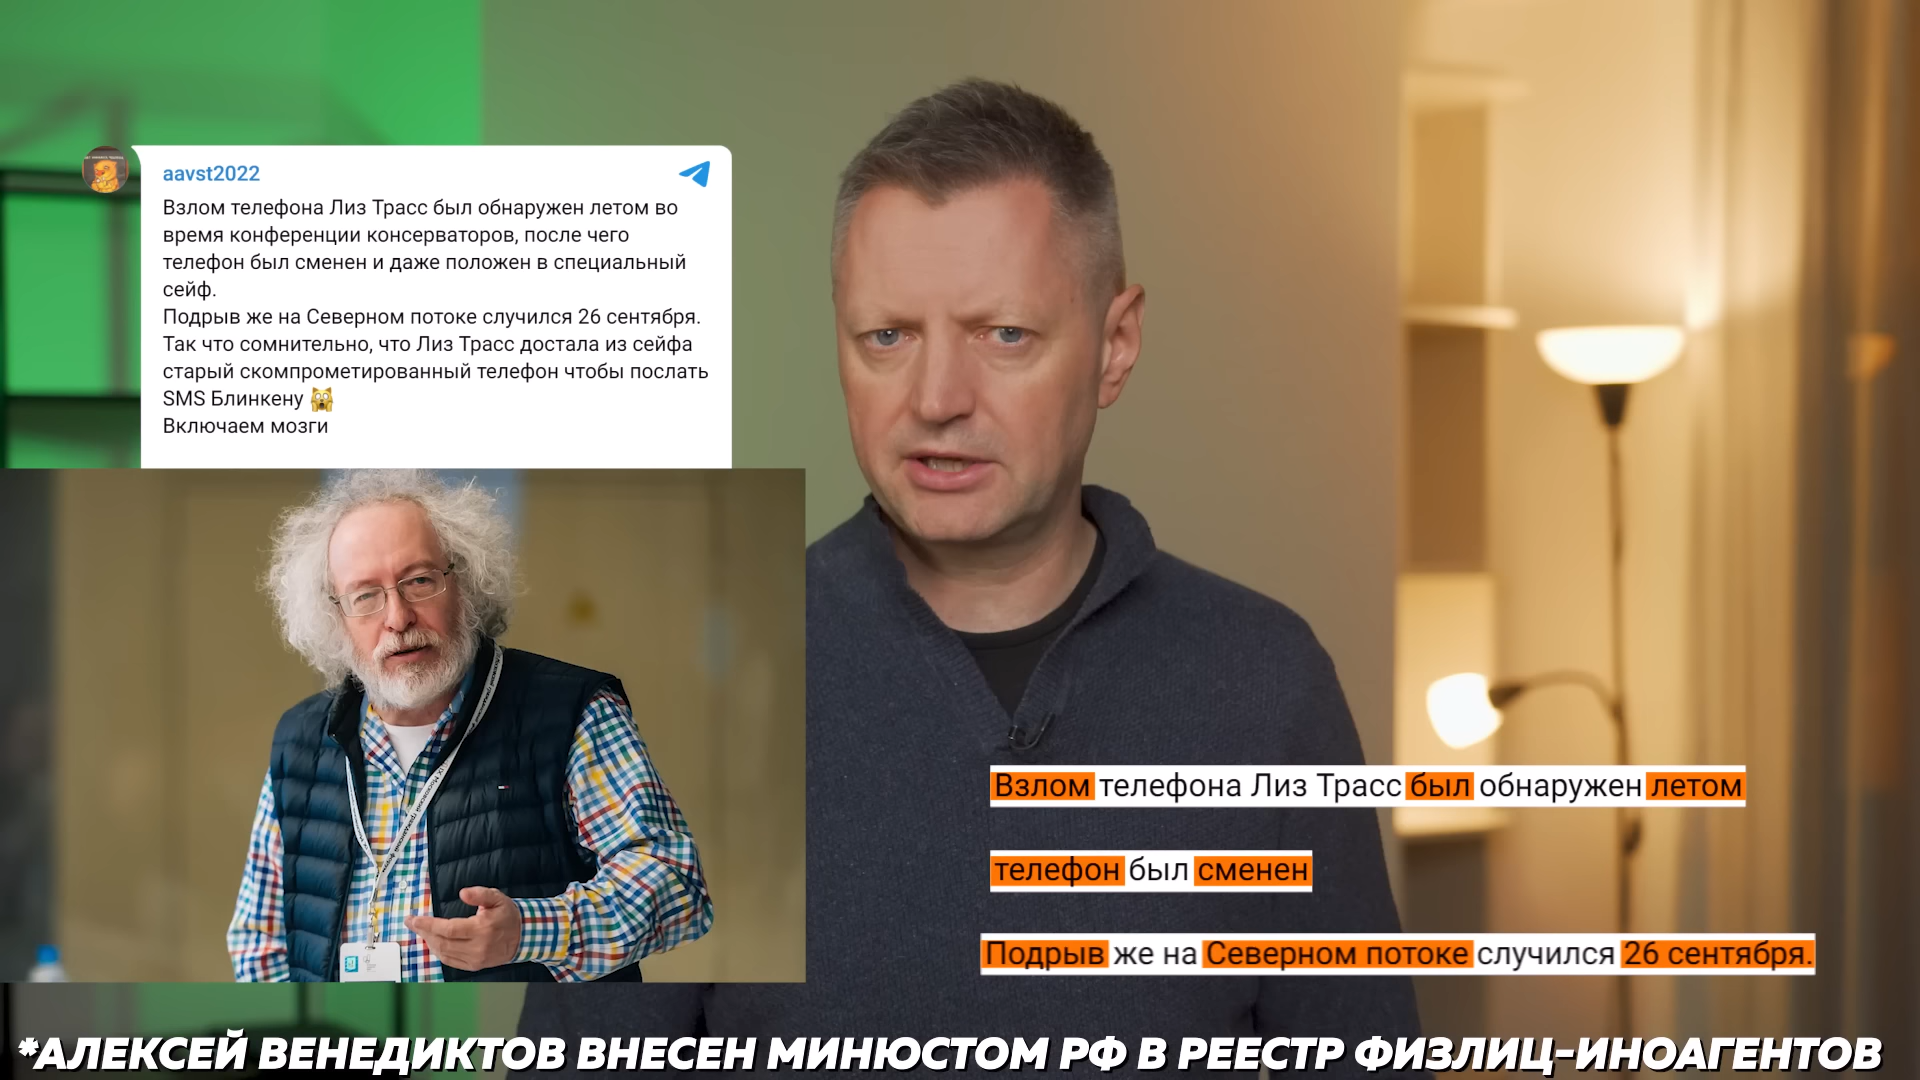 aavst2022
Взлом телефона Лиз Трасс был обнаружен летом во
время конференции консерваторов, после чего
телефон был сменен и даже положен в специальный
сейф.
Подрыв же на Северном потоке случился 26 сентября.
Так что сомнительно, что Лиз Трасс достала из сейфа
старый скомпрометированный телефон чтобы послать
SMS Блинкену 🙀
Включаем мозги
Взлом телефона Лиз Трасс был обнаружен летом
телефон был сменен
Подрыв же на Северном потоке случился 26 сентября.
*АЛЕКСЕЙ ВЕНЕДИКТОВ ВНЕСЕН МИНЮСТОМ РФ В РЕЕСТР ФИЗЛИЦ-ИНОАГЕНТОВ